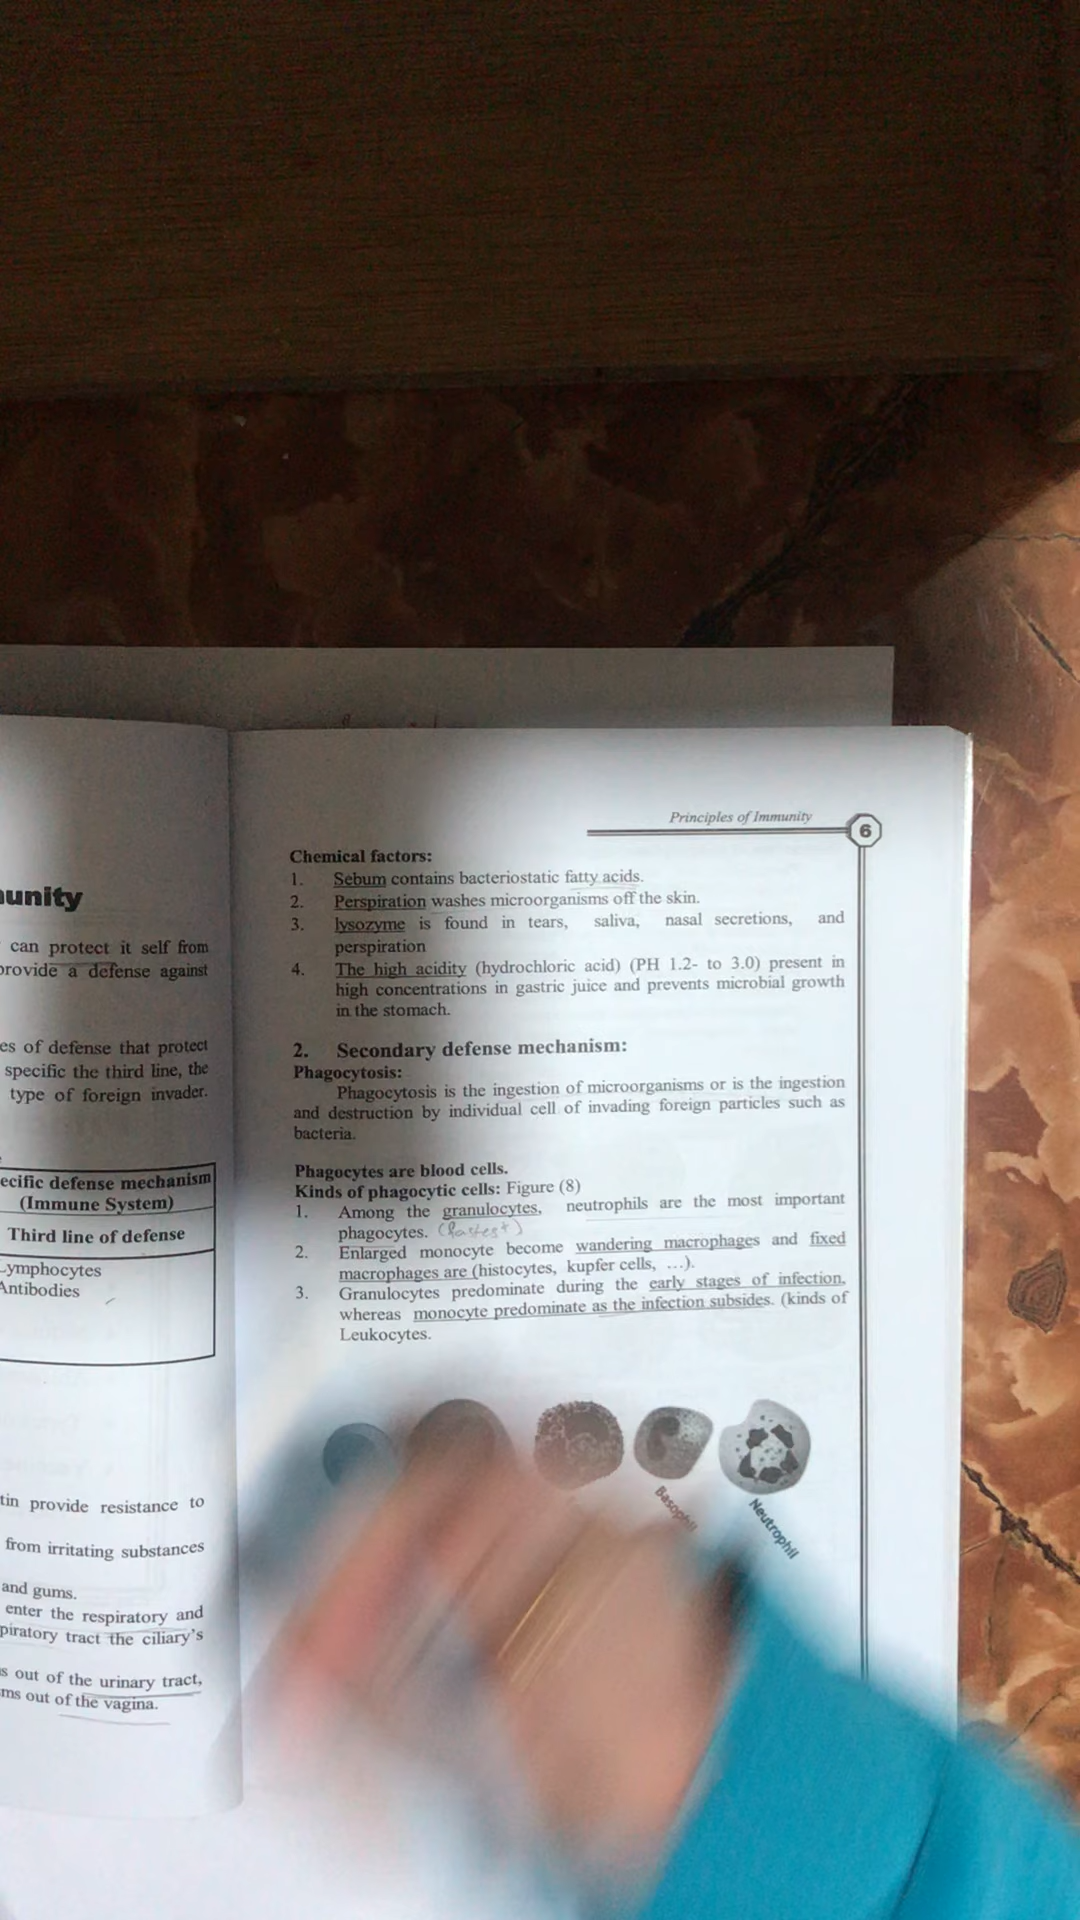 munity
can protect it self from
provide a defense against
es of defense that protect
specific the third line, the
type of foreign invader.
ecific defense mechanism
(Immune System)
Third line of defense
Lymphocytes
Antibodies
tin provide resistance to
from irritating substances
and gums.
enter the respiratory and
piratory tract the ciliary's
s out of the urinary tract,
ms out of the vagina.
Principles of Immunity
6
Chemical factors:
1. Sebum contains bacteriostatic fatty acids.
2. Perspiration washes microorganisms off the skin.
3. lysozyme is found in tears, saliva, nasal secretions, and
perspiration
4. The high acidity (hydrochloric acid) (PH 1.2- to 3.0) present in
high concentrations in gastric juice and prevents microbial growth
in the stomach.
2. Secondary defense mechanism:
Phagocytosis:
Phagocytosis is the ingestion of microorganisms or is the ingestion
and destruction by individual cell of invading foreign particles such as
bacteria.
Phagocytes are blood cells.
Kinds of phagocytic cells: Figure (8)
1. Among the granulocytes, neutrophils are the most important
phagocytes. (fastest)
2. Enlarged monocyte become wandering macrophages and fixed
macrophages are (histocytes, kupfer cells, ...).
3. Granulocytes predominate during the early stages of infection,
whereas monocyte predominate as the infection subsides. (kinds of
Leukocytes.
Basophil
Neutrophil